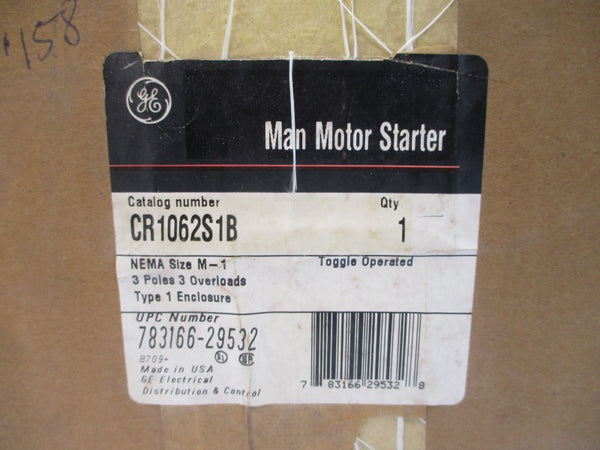 '158
GE
Man Motor Starter
Catalog number Qty
CR1062S1B 1
NEMA Size M-1 Toggle Operated
3 Poles 3 Overloads
Type 1 Enclosure
UPC Number
783166-29532
8709-
UL
Made in USA
GE Electrical
Distribution & Control
7 83166 29532 8